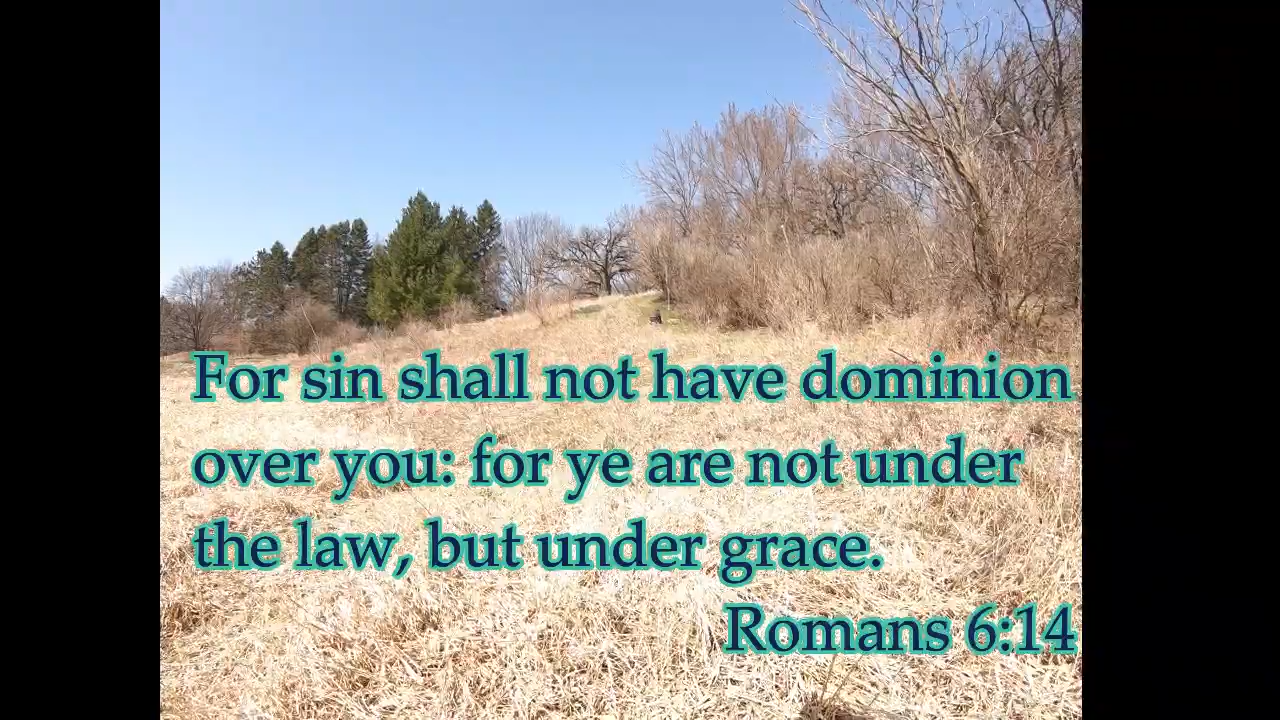 For sin shall not have dominion
over you: for ye are not under
the law, but under grace.
Romans 6:14